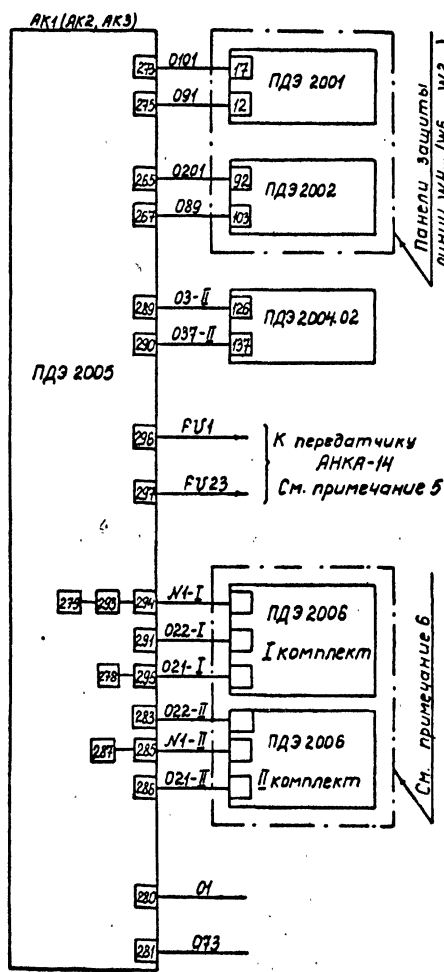 АК1 (АК2, АК3)
273 0101 17 ПДЭ 2001
275 091 12
265 0201 92 ПДЭ 2002
267 089 103
Панели защиты
289 03-II 126 ПДЭ 2004.02
290 037-II 137
ПДЭ 2005
296 FU1
297 FU23
К передатчику
АНКА-14
См. примечание 5
279 293 294 N1-I ПДЭ 2006
291 022-I I комплект
278 295 021-I
283 022-II ПДЭ 2006
287 285 N1-II
286 021-II II комплект
См. примечание 6
280 01
281 073